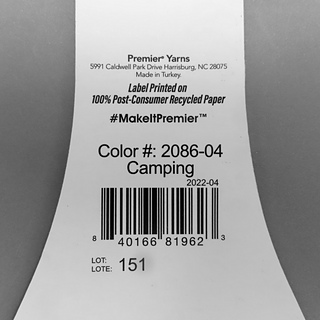 Premier® Yarns
5991 Caldwell Park Drive Harrisburg, NC 28075
Made in Turkey.
Label Printed on
100% Post-Consumer Recycled Paper
#MakeItPremier™
Color #: 2086-04
Camping
2022-04
8 40166 81962 3
LOT:
LOTE: 151